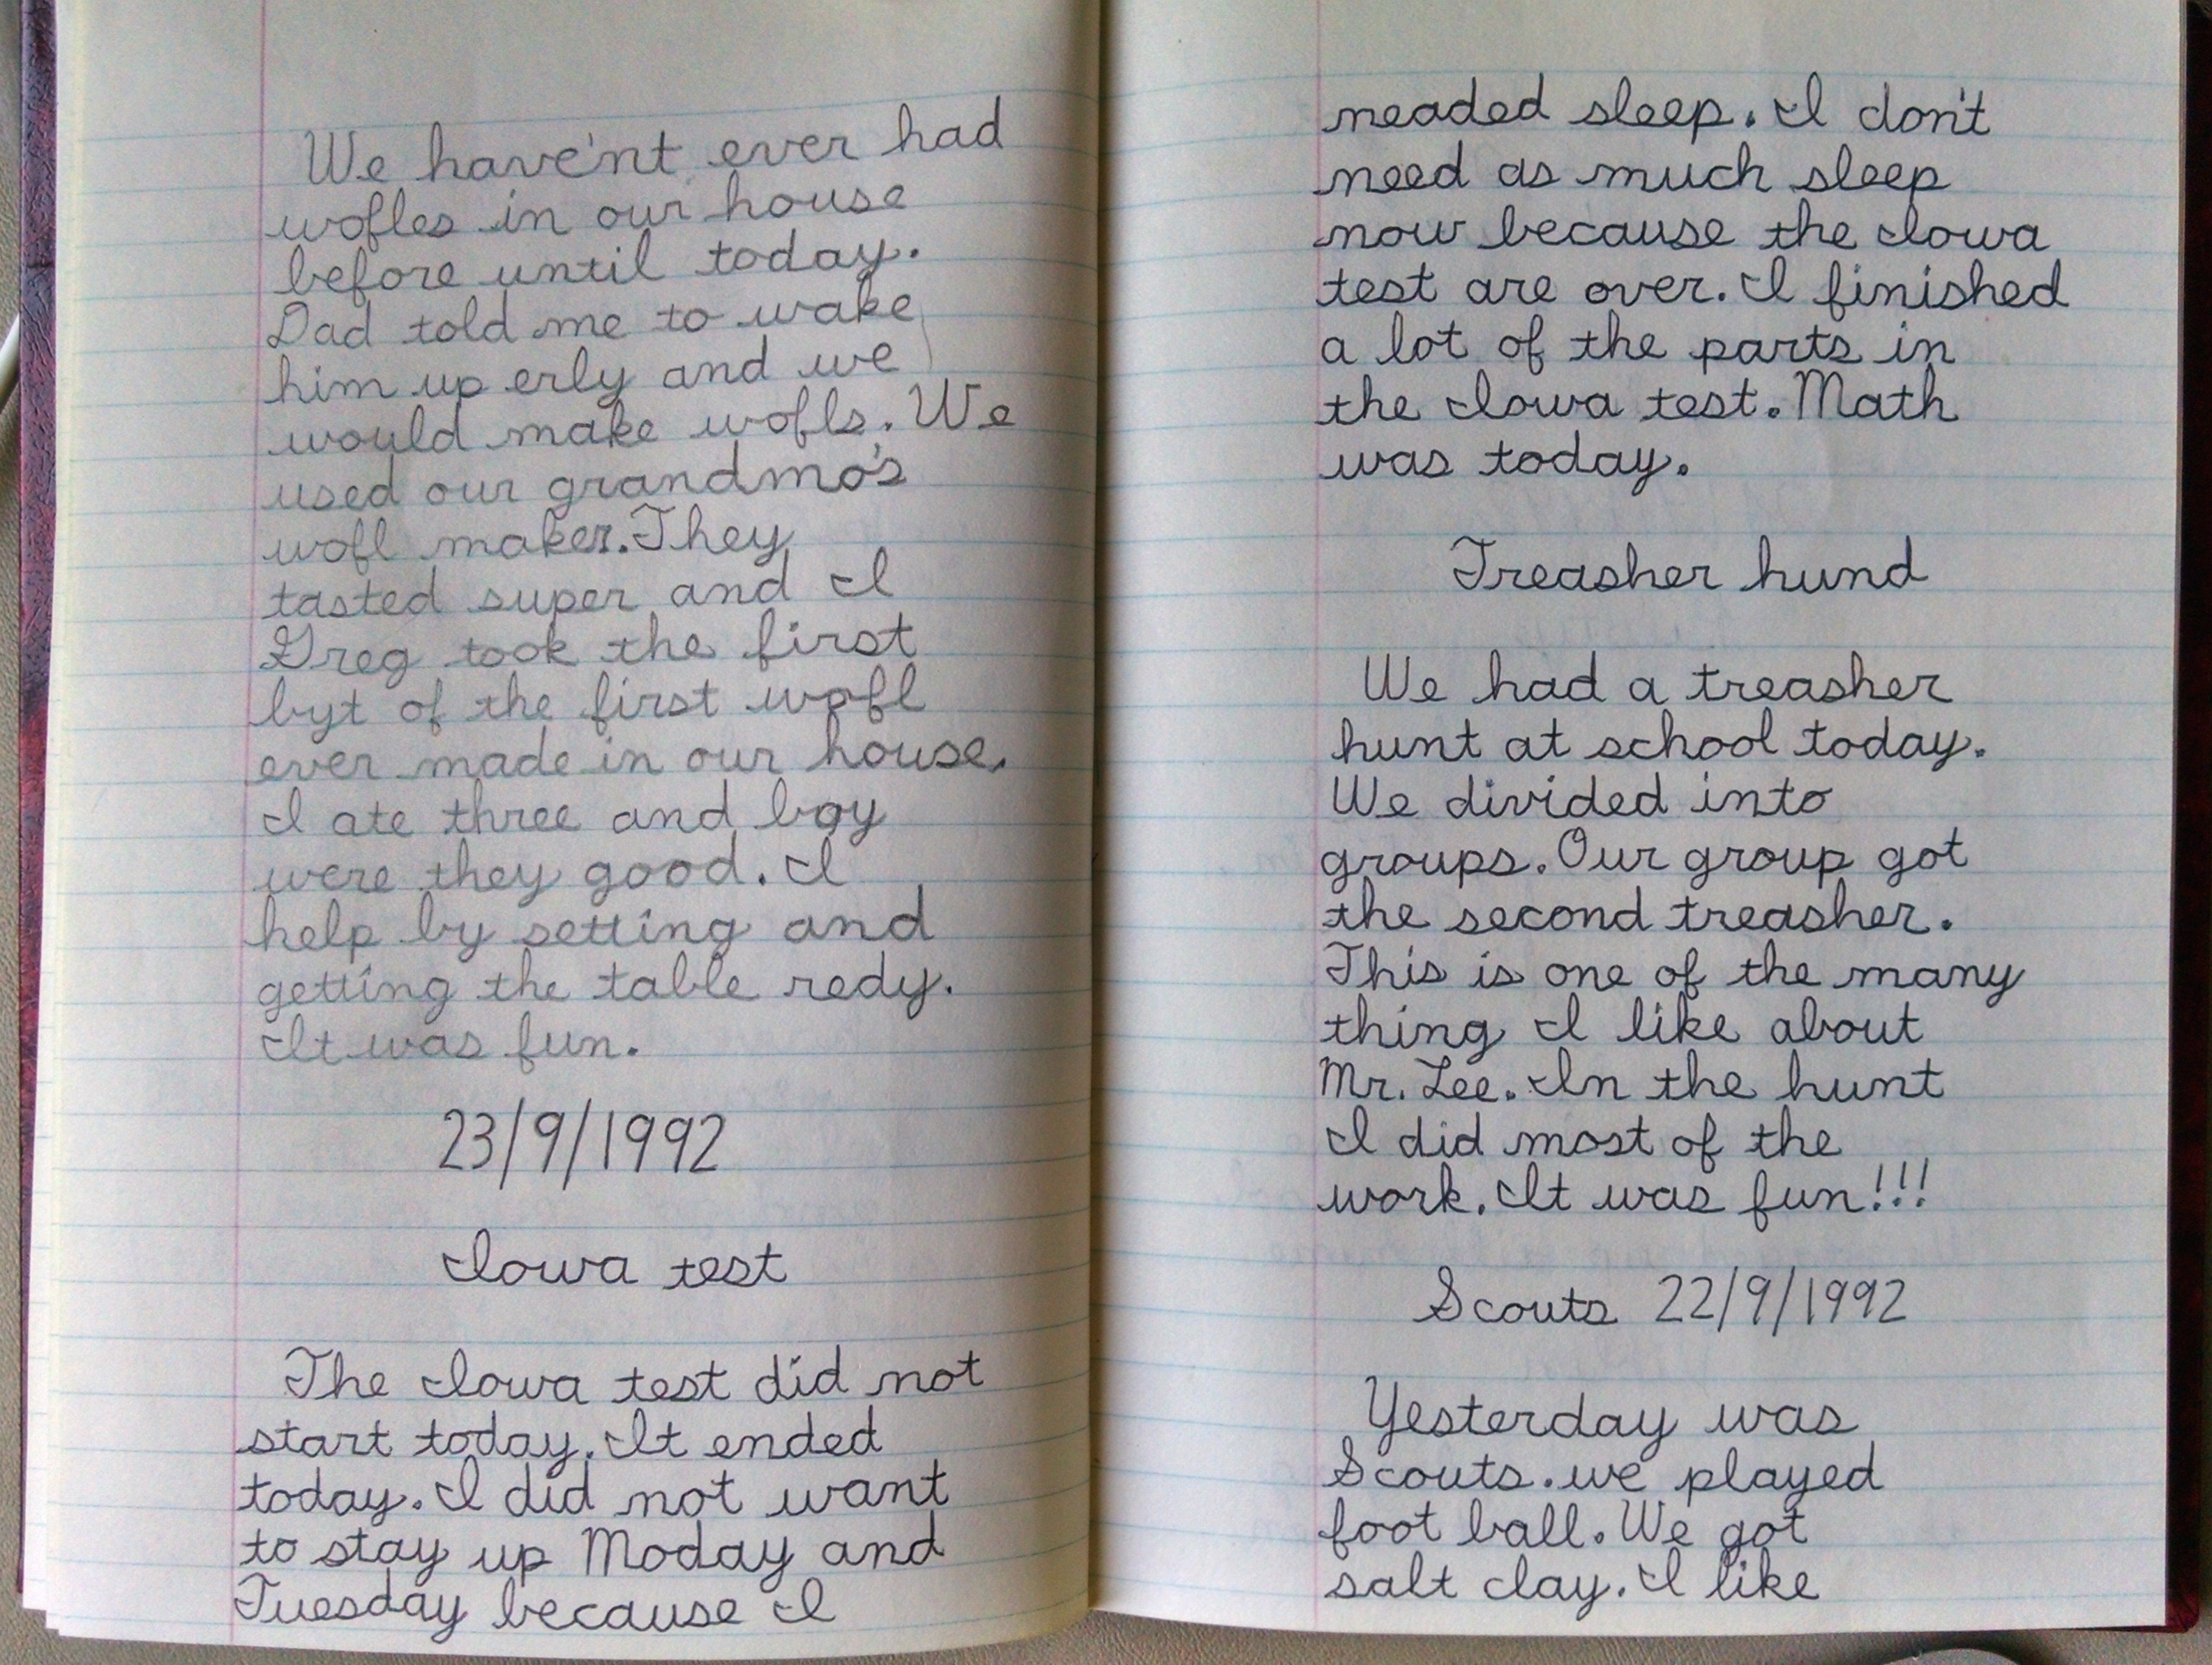 We have'nt ever had
wofles in our house
before until today.
Dad told me to wake
him up erly and we
would make wofls. We
used our grandmo's
wofl maker. They
tasted super and I
Greg took the first
byt of the first wofl
ever made in our house.
I ate three and boy
were they good. I
help by setting and
getting the table redy.
It was fun.
23/9/1992
Iowa test
The Iowa test did not
start today. It ended
today. I did not want
to stay up Moday and
Tuesday because I
neaded sleep. I don't
need as much sleep
now because the Iowa
test are over. I finished
a lot of the parts in
the Iowa test. Math
was today.
Treasher hund
We had a treasher
hunt at school today.
We divided into
groups. Our group got
the second treasher.
This is one of the many
thing I like about
Mr. Lee. In the hunt
I did most of the
work. It was fun!!!
Scouts 22/9/1992
Yesterday was
Scouts. we played
foot ball. We got
salt clay. I like